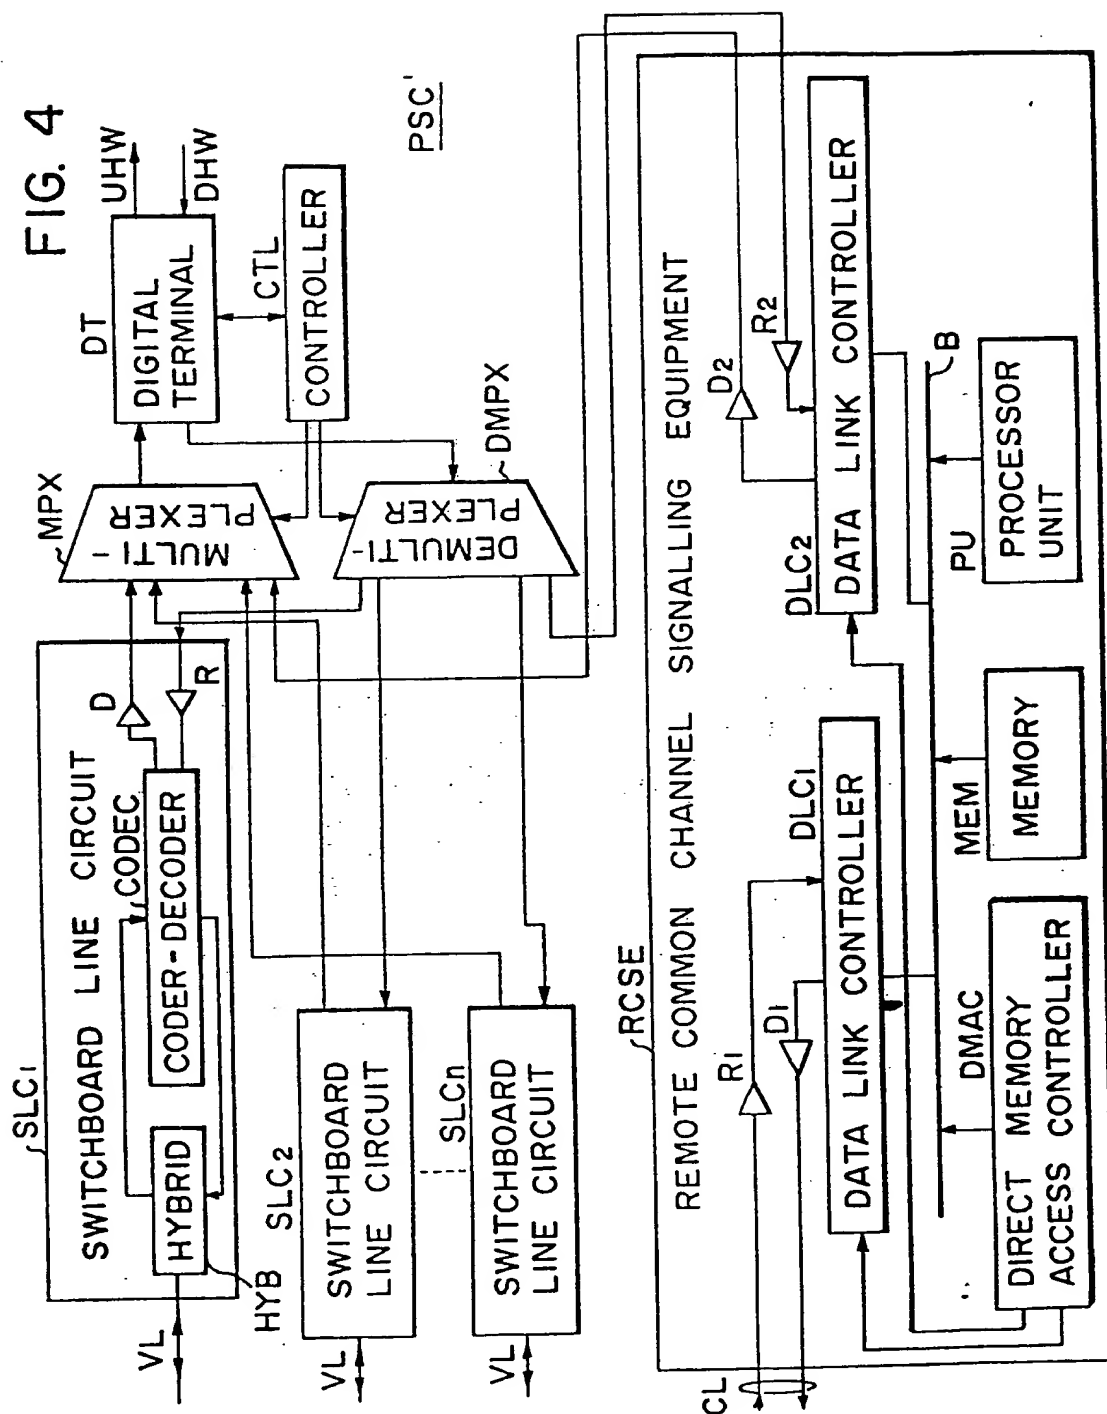 FIG. 4
PSC'
SLC1
SWITCHBOARD LINE CIRCUIT
VL
HYBRID
HYB
CODEC
CODER-DECODER
D
R
MPX
MULTI-
PLEXER
DT
DIGITAL
TERMINAL
UHW
DHW
CTL
CONTROLLER
DEMULTI-
PLEXER
DMPX
SLC2
SWITCHBOARD
LINE CIRCUIT
VL
SLCn
SWITCHBOARD
LINE CIRCUIT
VL
RCSE
REMOTE COMMON CHANNEL SIGNALLING EQUIPMENT
CL
R1
D1
DLC1
DATA LINK CONTROLLER
D2
R2
DLC2
DATA LINK CONTROLLER
B
DMAC
DIRECT MEMORY
ACCESS CONTROLLER
MEM
MEMORY
PU
PROCESSOR
UNIT